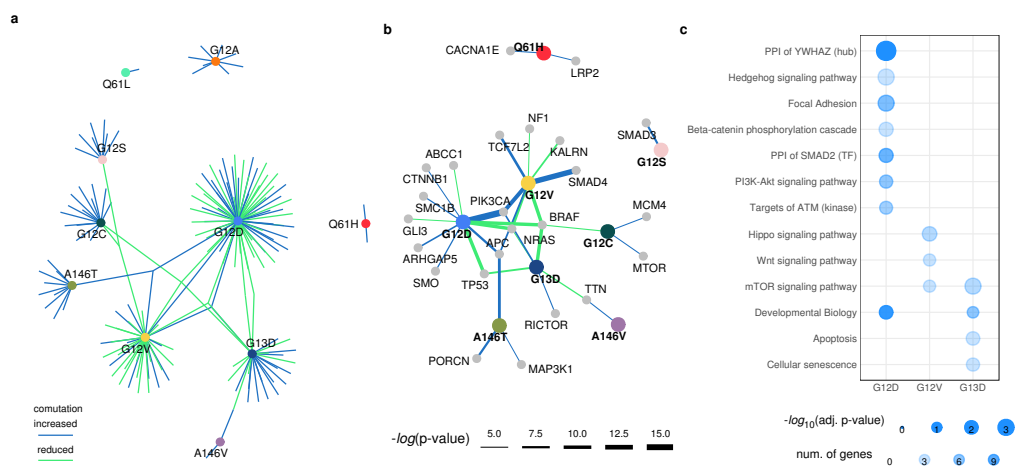 a
G12A
Q61L
G12S
G12C
G12D
Q61H
A146T
G12V
G13D
A146V
comutation
increased
reduced
b
CACNA1E
Q61H
LRP2
NF1
TCF7L2
KALRN
SMAD3
G12S
ABCC1
CTNNB1
SMAD4
SMC1B
PIK3CA
G12V
MCM4
GLI3
G12D
BRAF
NRAS
G12C
APC
ARHGAP5
MTOR
SMO
TP53
G13D
TTN
RICTOR
A146T
A146V
PORCN
MAP3K1
-log(p-value)
5.0 7.5 10.0 12.5 15.0
c
PPI of YWHAZ (hub)
Hedgehog signaling pathway
Focal Adhesion
Beta-catenin phosphorylation cascade
PPI of SMAD2 (TF)
PI3K-Akt signaling pathway
Targets of ATM (kinase)
Hippo signaling pathway
Wnt signaling pathway
mTOR signaling pathway
Developmental Biology
Apoptosis
Cellular senescence
G12D G12V G13D
-log10(adj. p-value) 0 1 2 3
num. of genes 0 3 6 9